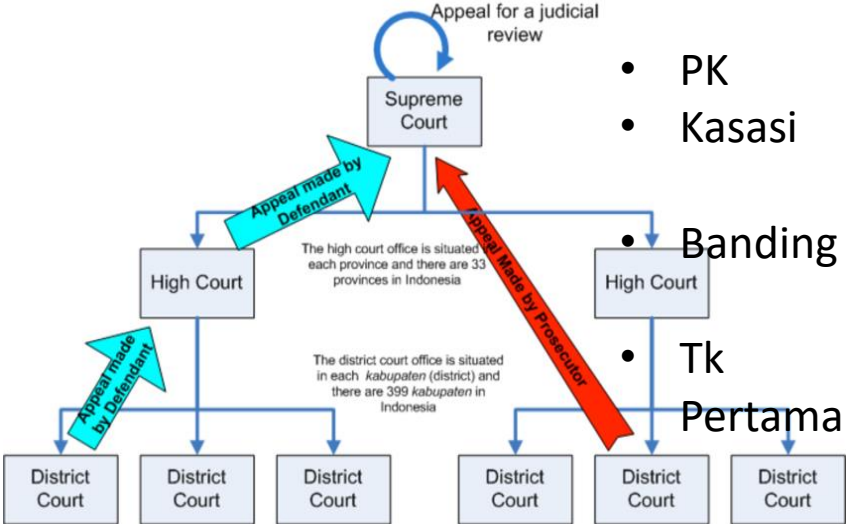 Appeal for a judicial
review
• PK
• Kasasi
• Banding
• Tk
Pertama
Supreme
Court
Appeal made by
Defendant
Appeal Made by Prosecutor
The high court office is situated
each province and there are 33
provinces in Indonesia
High Court
High Court
Appeal made
by Defendant
The district court office is situated
in each kabupaten (district) and
there are 399 kabupaten in
Indonesia
District
Court
District
Court
District
Court
District
Court
District
Court
District
Court